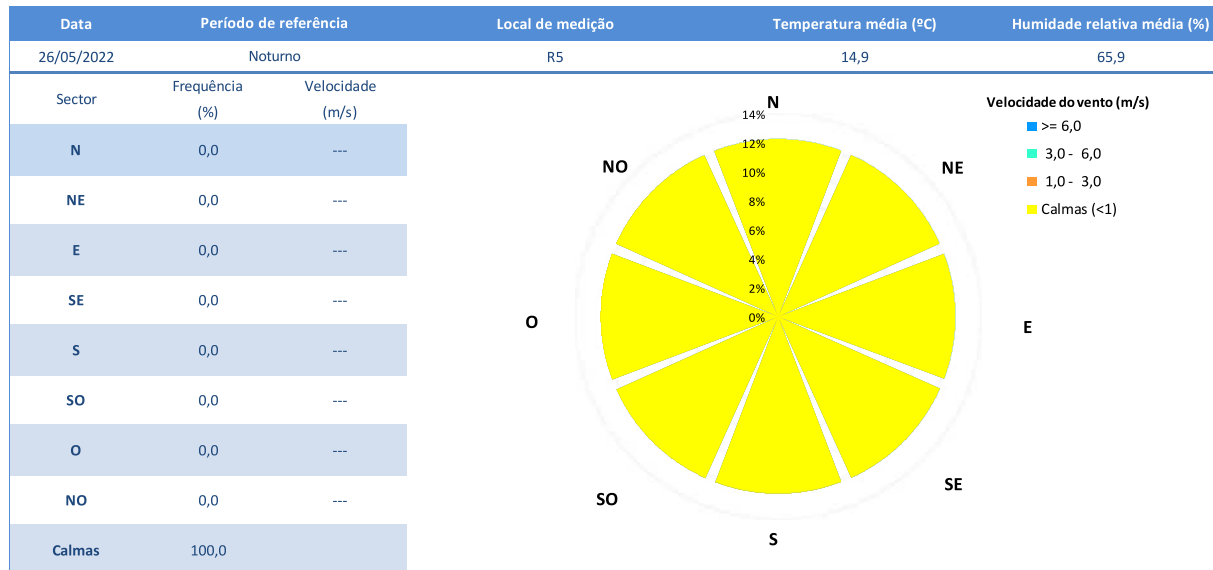 Data Período de referência Local de medição Temperatura média (ºC) Humidade relativa média (%)
26/05/2022 Noturno R5 14,9 65,9
Sector Frequência (%) Velocidade (m/s)
N 0,0 ---
NE 0,0 ---
E 0,0 ---
SE 0,0 ---
S 0,0 ---
SO 0,0 ---
O 0,0 ---
NO 0,0 ---
Calmas 100,0
N
NE
E
SE
S
SO
O
NO
14%
12%
10%
8%
6%
4%
2%
0%
Velocidade do vento (m/s)
>= 6,0
3,0 - 6,0
1,0 - 3,0
Calmas (<1)